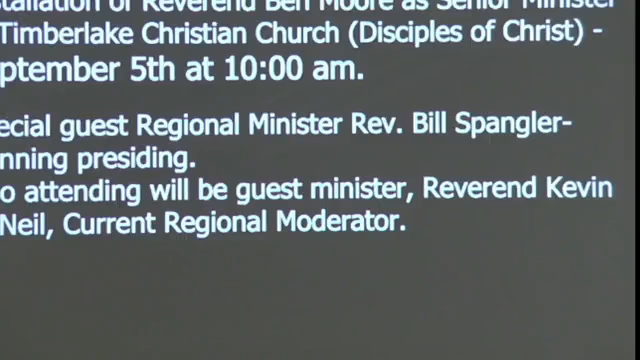 stallation of Reverend Ben Moore as Senior Minister
Timberlake Christian Church (Disciples of Christ) -
ptember 5th at 10:00 am.
ecial guest Regional Minister Rev. Bill Spangler-
nning presiding.
o attending will be guest minister, Reverend Kevin
Neil, Current Regional Moderator.